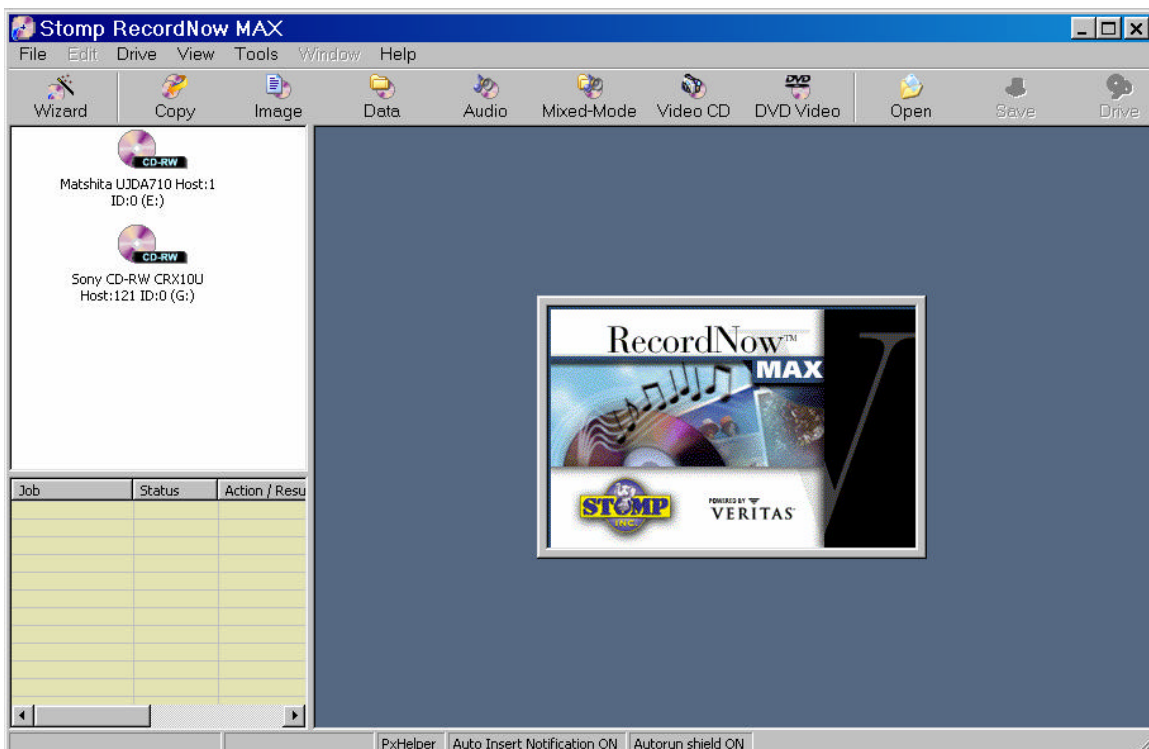 Stomp RecordNow MAX
File Edit Drive View Tools Window Help
Wizard Copy Image Data Audio Mixed-Mode Video CD DVD Video Open Save Drive
CD-RW
Matshita UJDA710 Host:1
ID:0 (E:)
CD-RW
Sony CD-RW CRX10U
Host:121 ID:0 (G:)
RecordNow™
MAX
STOMP
INC.
POWERED BY
VERITAS
Job Status Action / Resu
PxHelper Auto Insert Notification ON Autorun shield ON